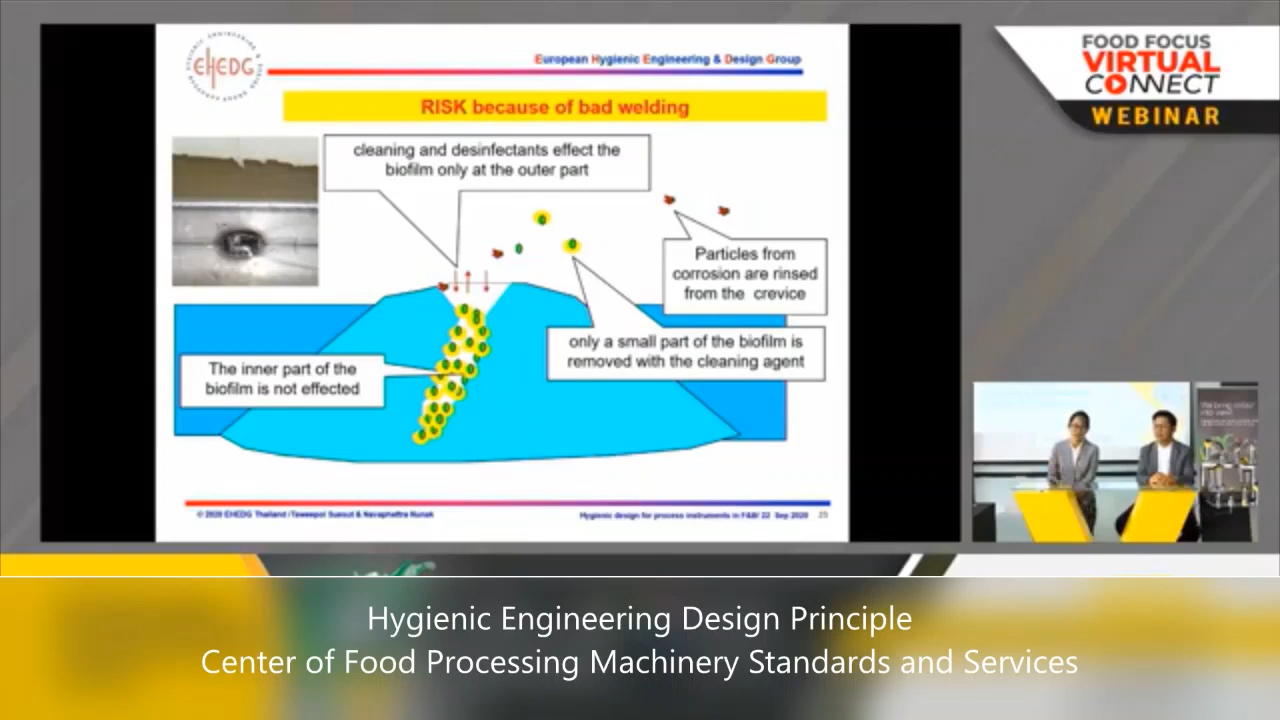 EHEDG
European Hygienic Engineering & Design Group
RISK because of bad welding
cleaning and desinfectants effect the
biofilm only at the outer part
Particles from
corrosion are rinsed
from the crevice
only a small part of the biofilm is
removed with the cleaning agent
The inner part of the
biofilm is not effected
© 2020 EHEDG Thailand /Taweepol Suesut & Navaphattra Nunak
Hygienic design for process instruments in F&B/ 22 Sep 2020 25
FOOD FOCUS
VIRTUAL
CONNECT
WEBINAR
Hygienic Engineering Design Principle
Center of Food Processing Machinery Standards and Services